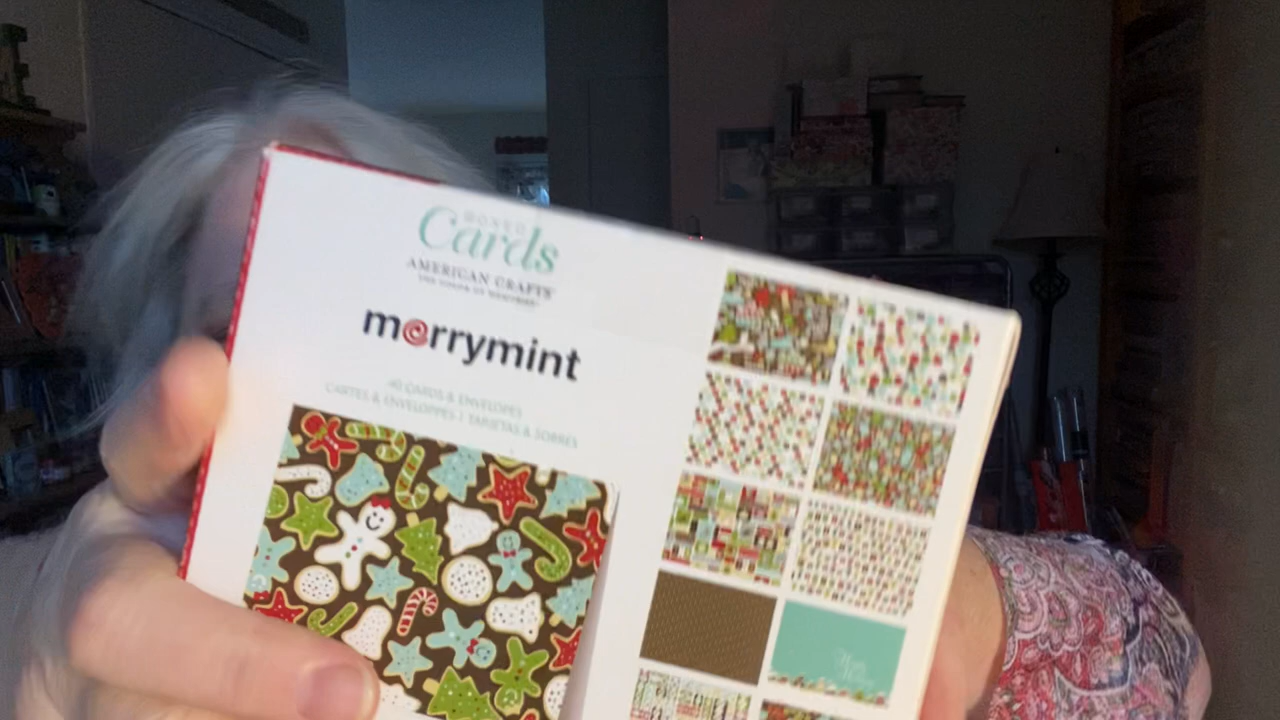 BOXED
Cards
AMERICAN CRAFTS
merrymint
40 CARDS & ENVELOPES
CARTES & ENVELOPPES | TARJETAS & SOBRES